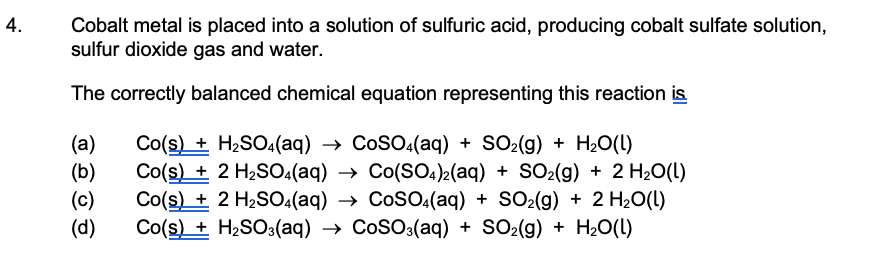 4. Cobalt metal is placed into a solution of sulfuric acid, producing cobalt sulfate solution,
sulfur dioxide gas and water.
The correctly balanced chemical equation representing this reaction is
(a) Co(s) + H₂SO₄(aq) → CoSO₄(aq) + SO₂(g) + H₂O(l)
(b) Co(s) + 2 H₂SO₄(aq) → Co(SO₄)₂(aq) + SO₂(g) + 2 H₂O(l)
(c) Co(s) + 2 H₂SO₄(aq) → CoSO₄(aq) + SO₂(g) + 2 H₂O(l)
(d) Co(s) + H₂SO₃(aq) → CoSO₃(aq) + SO₂(g) + H₂O(l)